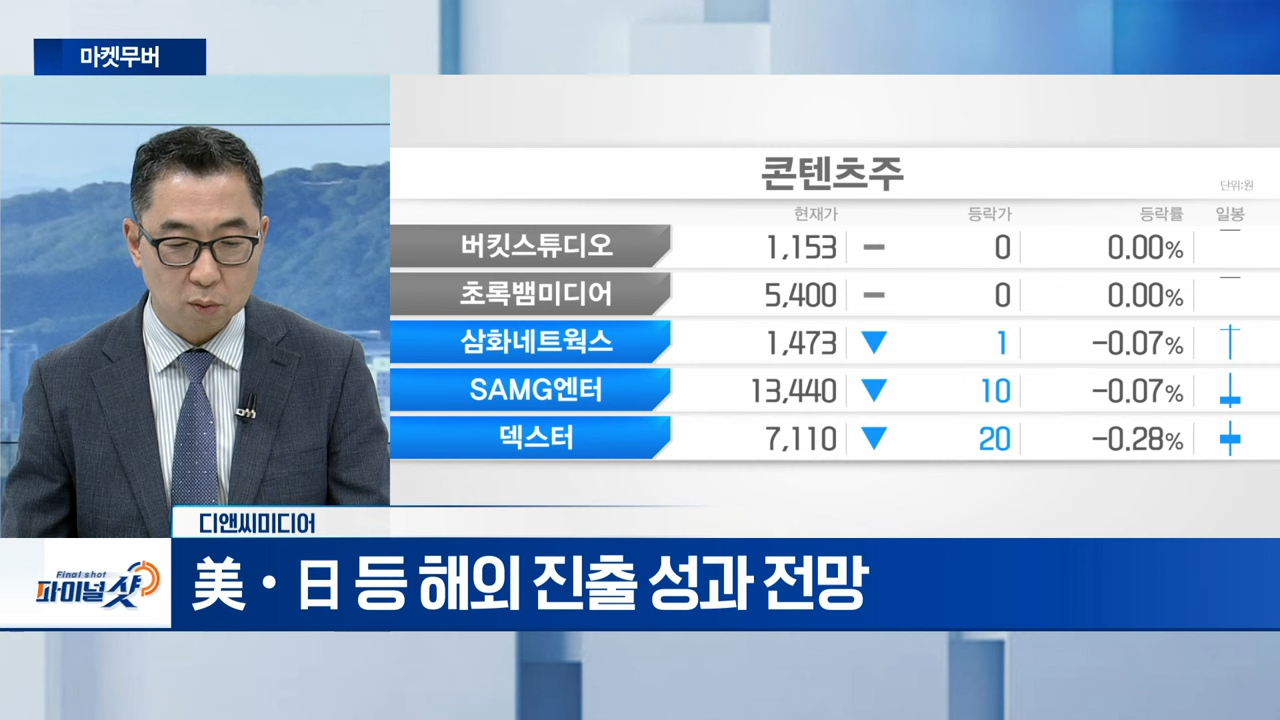 마켓무버
콘텐츠주
단위:원
현재가 등락가 등락률 일봉
버킷스튜디오 1,153 0 0.00%
초록뱀미디어 5,400 0 0.00%
삼화네트웍스 1,473 ▼ 1 -0.07%
SAMG엔터 13,440 ▼ 10 -0.07%
덱스터 7,110 ▼ 20 -0.28%
디앤씨미디어
Final shot
파이널샷
美·日 등 해외 진출 성과 전망